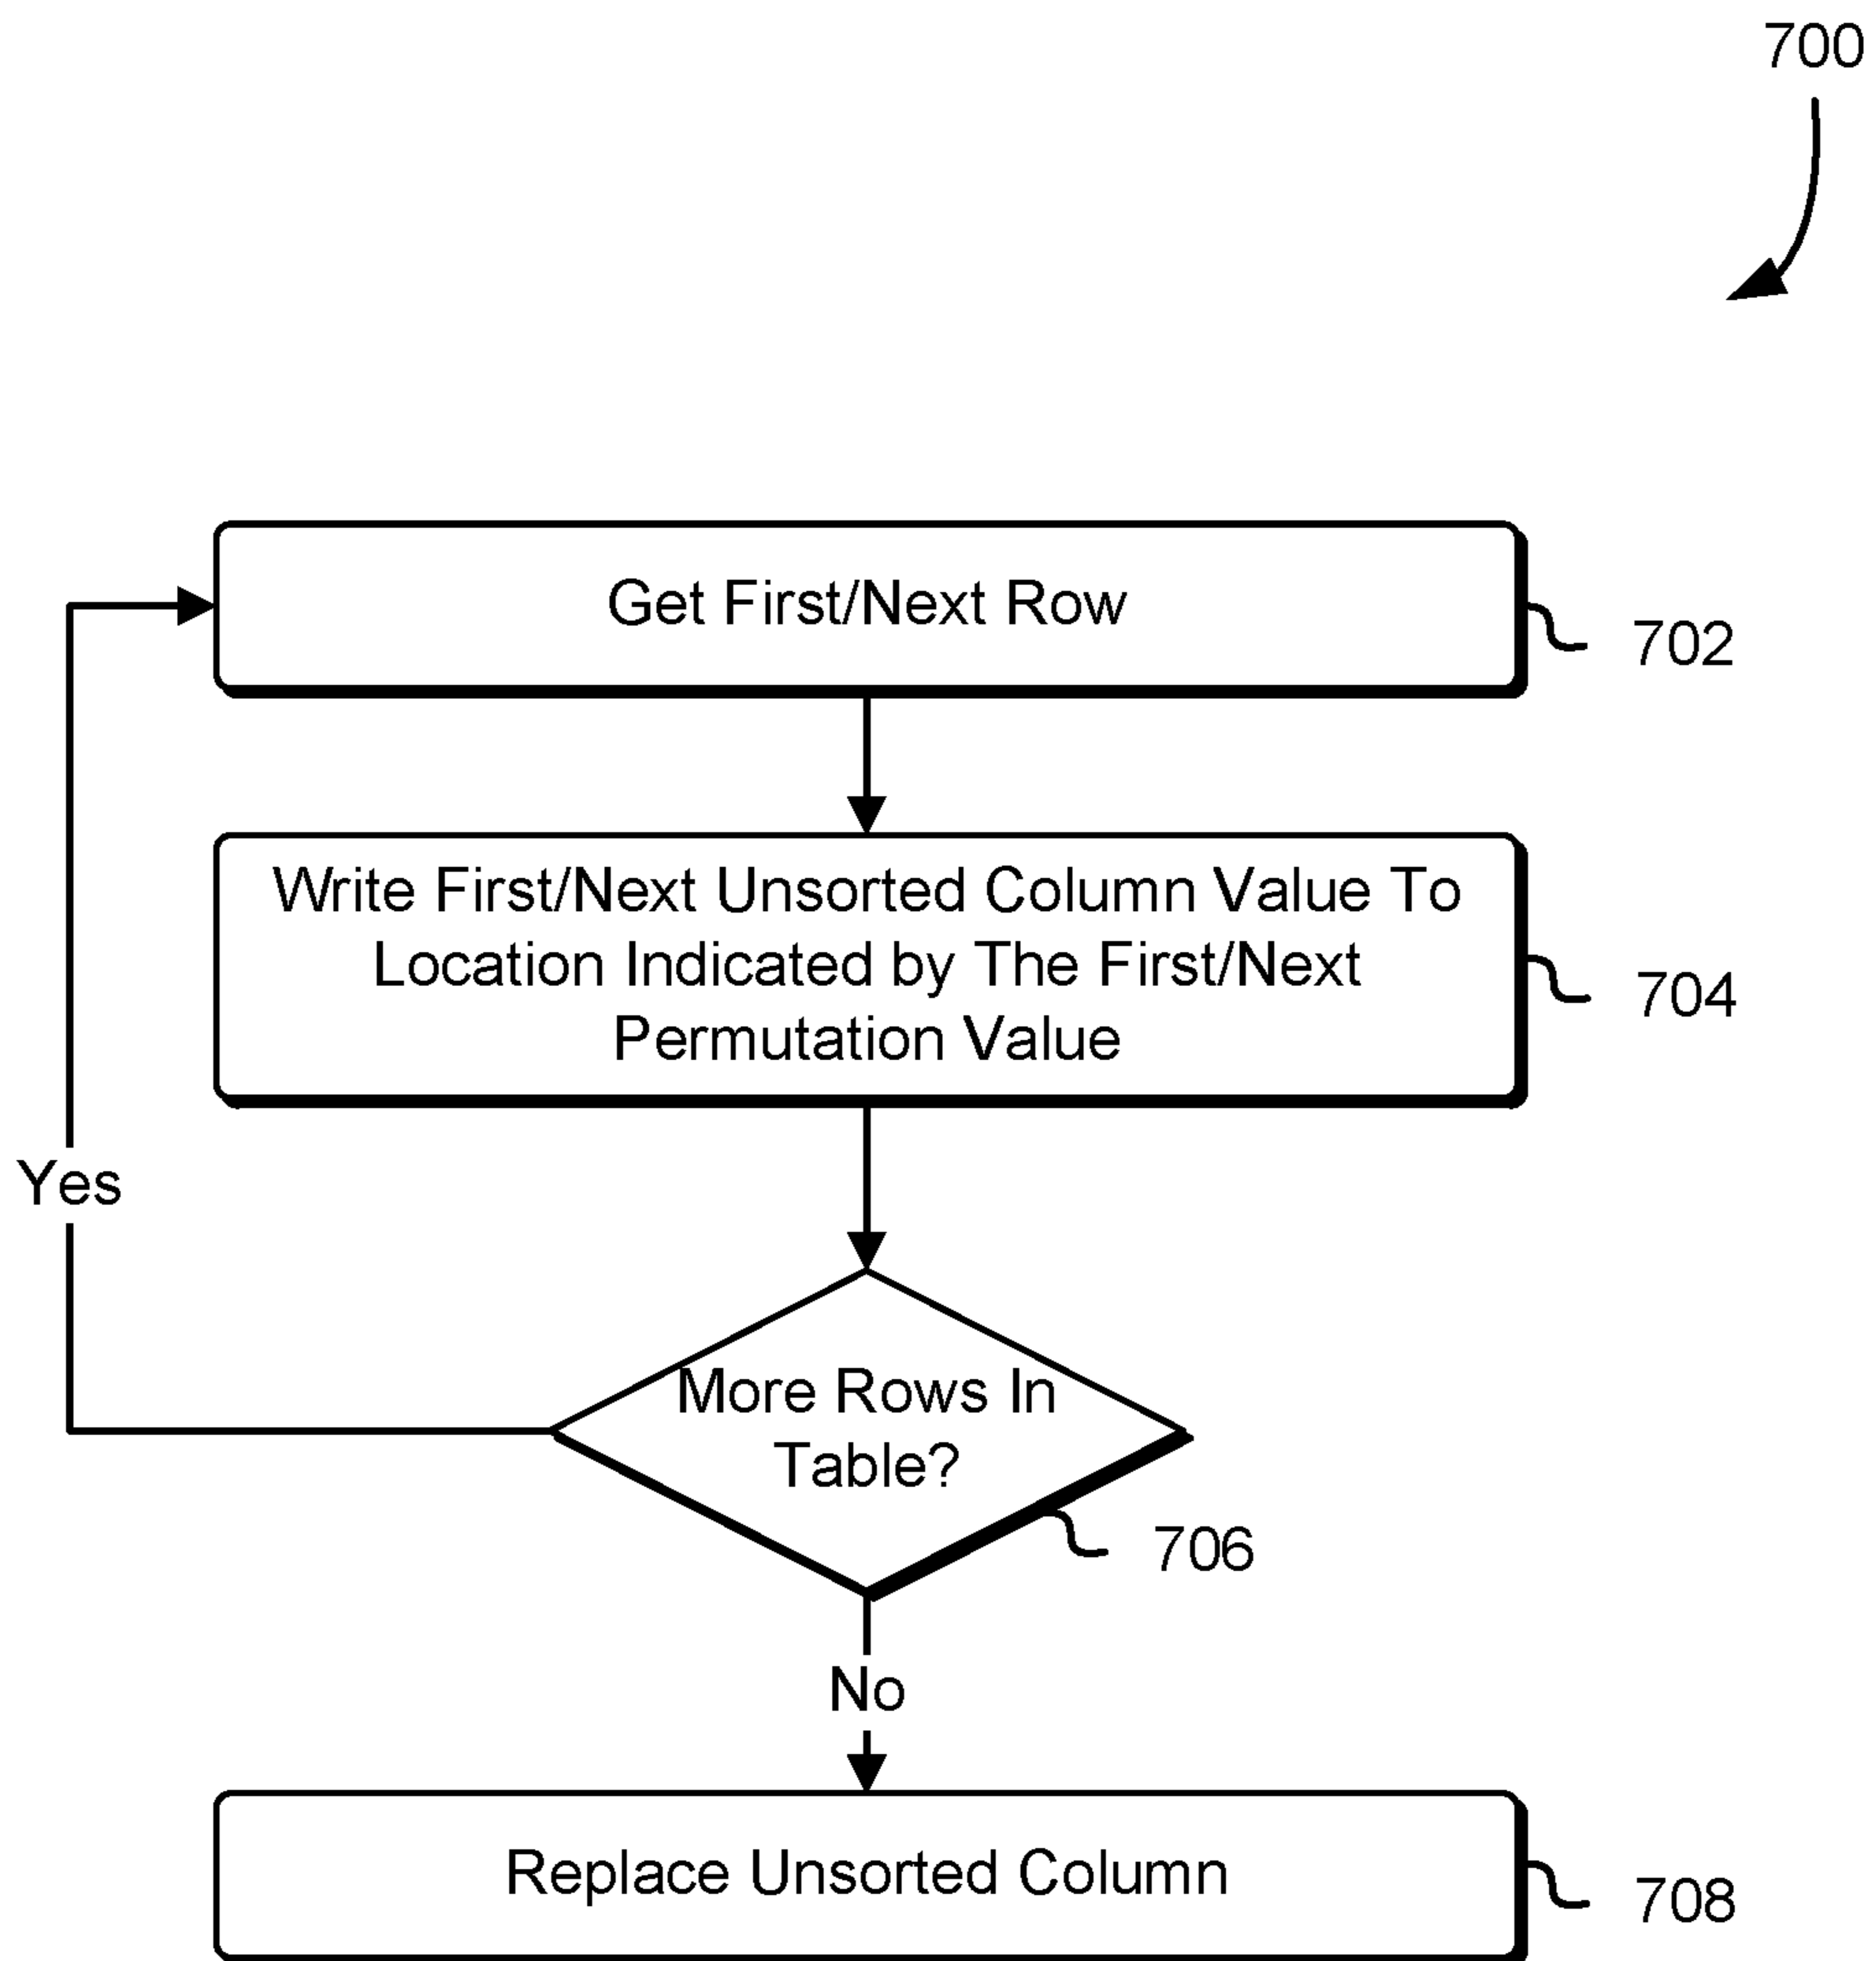 700
Get First/Next Row
702
Write First/Next Unsorted Column Value To
Location Indicated by The First/Next
Permutation Value
704
Yes
More Rows In
Table?
706
No
Replace Unsorted Column
708